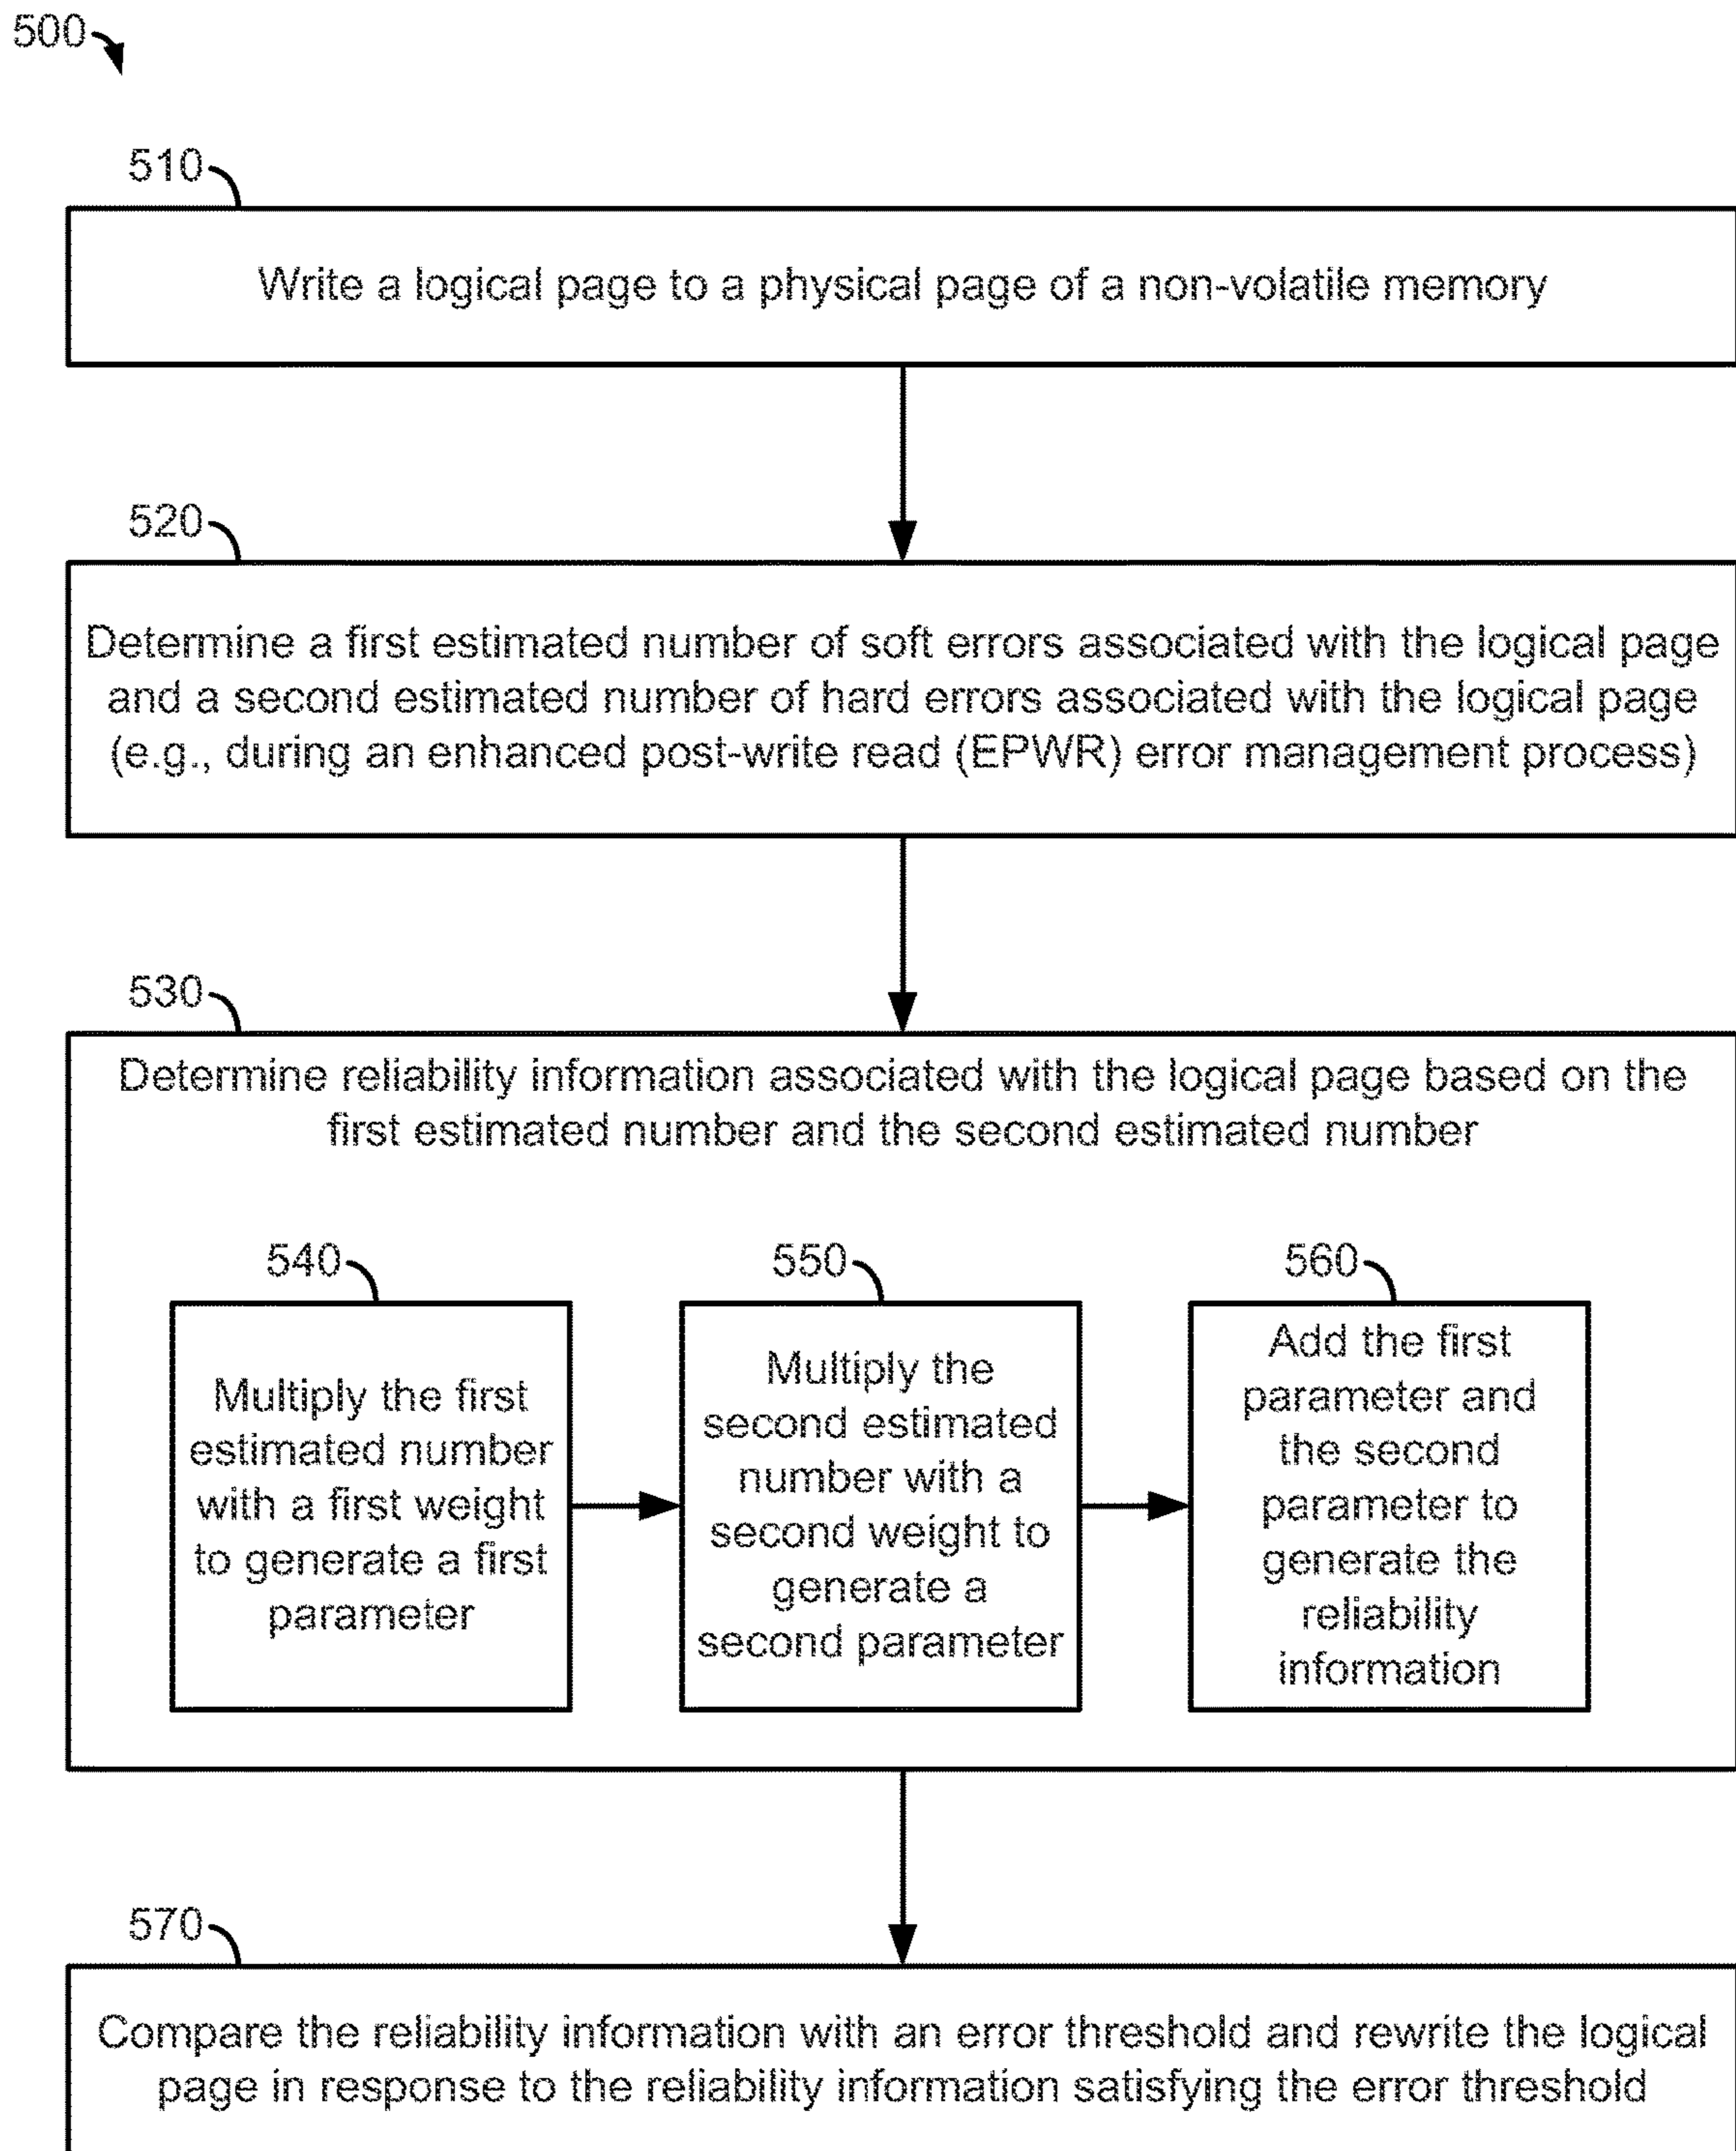 500
510
Write a logical page to a physical page of a non-volatile memory
520
Determine a first estimated number of soft errors associated with the logical page
and a second estimated number of hard errors associated with the logical page
(e.g., during an enhanced post-write read (EPWR) error management process)
530
Determine reliability information associated with the logical page based on the
first estimated number and the second estimated number
540
Multiply the first
estimated number
with a first weight
to generate a first
parameter
550
Multiply the
second estimated
number with a
second weight to
generate a
second parameter
560
Add the first
parameter and
the second
parameter to
generate the
reliability
information
570
Compare the reliability information with an error threshold and rewrite the logical
page in response to the reliability information satisfying the error threshold